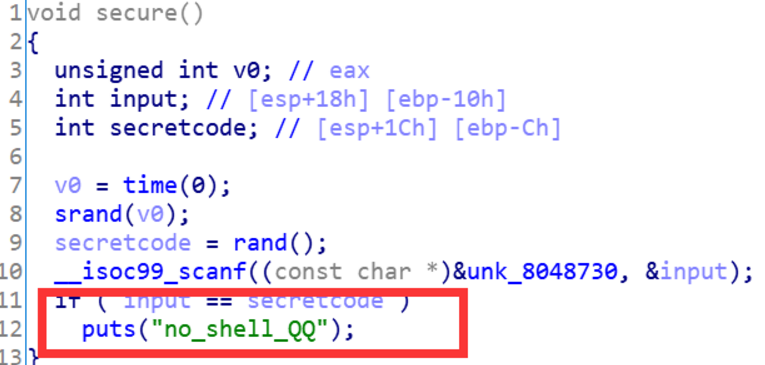 1 void secure()
2 {
3 unsigned int v0; // eax
4 int input; // [esp+18h] [ebp-10h]
5 int secretcode; // [esp+1Ch] [ebp-Ch]
6
7 v0 = time(0);
8 srand(v0);
9 secretcode = rand();
10 __isoc99_scanf((const char *)&unk_8048730, &input);
11 if ( input == secretcode )
12 puts("no_shell_QQ");
13 }